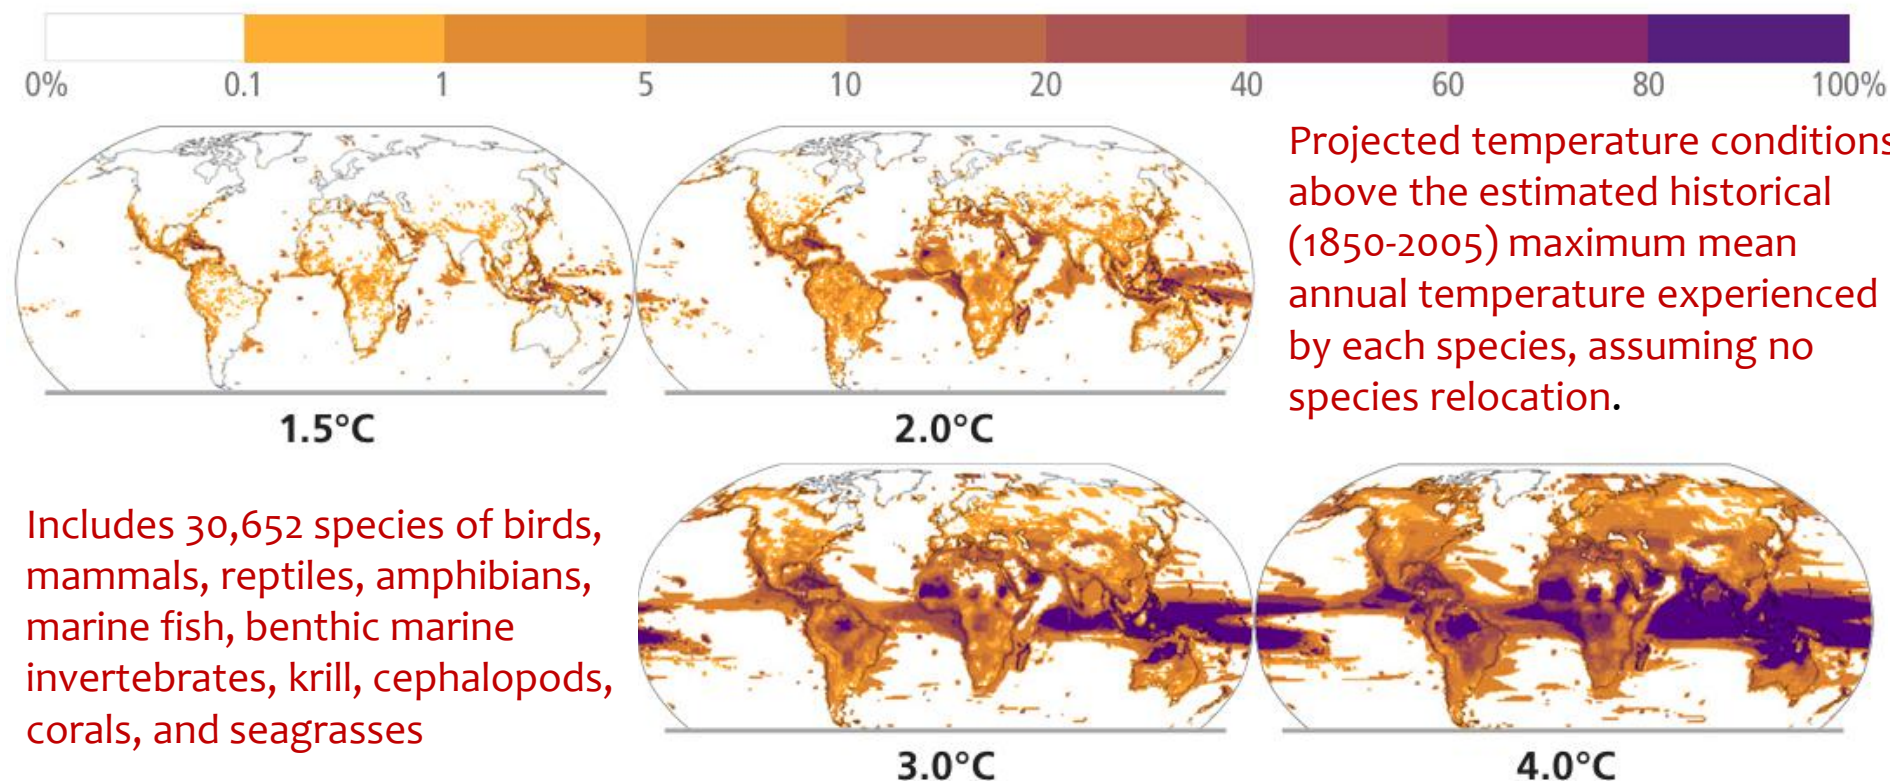 0% 0.1 1 5 10 20 40 60 80 100%
Projected temperature conditions
above the estimated historical
(1850-2005) maximum mean
annual temperature experienced
by each species, assuming no
species relocation.
1.5°C 2.0°C
Includes 30,652 species of birds,
mammals, reptiles, amphibians,
marine fish, benthic marine
invertebrates, krill, cephalopods,
corals, and seagrasses
3.0°C 4.0°C